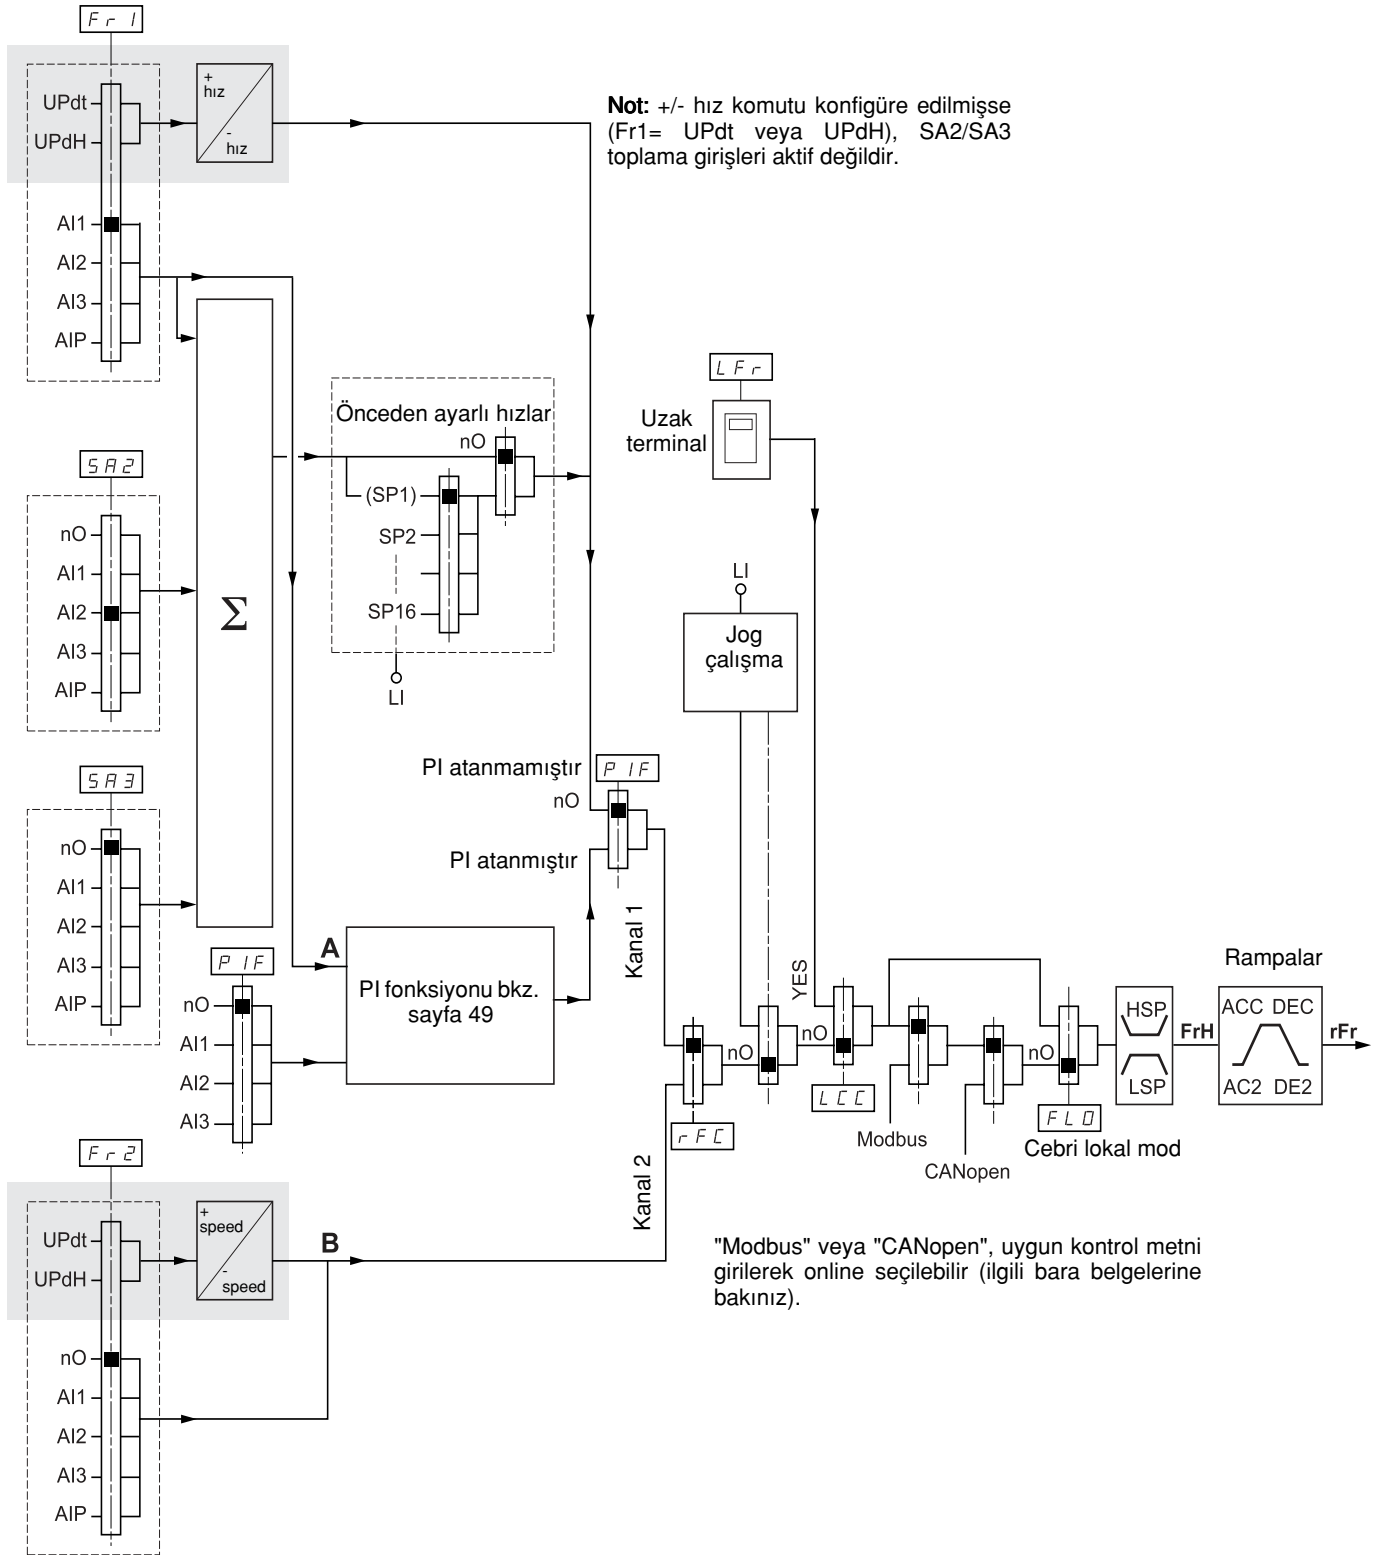 Fr1
UPdt
UPdH
+
hız
-
hız
Not: +/- hız komutu konfigüre edilmişse
(Fr1= UPdt veya UPdH), SA2/SA3
toplama girişleri aktif değildir.
AI1
AI2
AI3
AIP
LFr
Uzak
terminal
Önceden ayarlı hızlar
nO
(SP1)
SP2
SP16
LI
SA2
nO
AI1
AI2
AI3
AIP
Σ
LI
Jog
çalışma
SA3
nO
AI1
AI2
AI3
AIP
PI atanmamıştır
PIF
nO
PI atanmıştır
Kanal 1
A
PIF
nO
AI1
AI2
AI3
PI fonksiyonu bkz.
sayfa 49
YES
nO
nO
nO
rFC
LCC
Modbus
CANopen
FLO
Cebri lokal mod
HSP
LSP
FrH
Rampalar
ACC DEC
AC2 DE2
rFr
Kanal 2
Fr2
UPdt
UPdH
+
speed
-
speed
B
nO
AI1
AI2
AI3
AIP
"Modbus" veya "CANopen", uygun kontrol metni
girilerek online seçilebilir (ilgili bara belgelerine
bakınız).